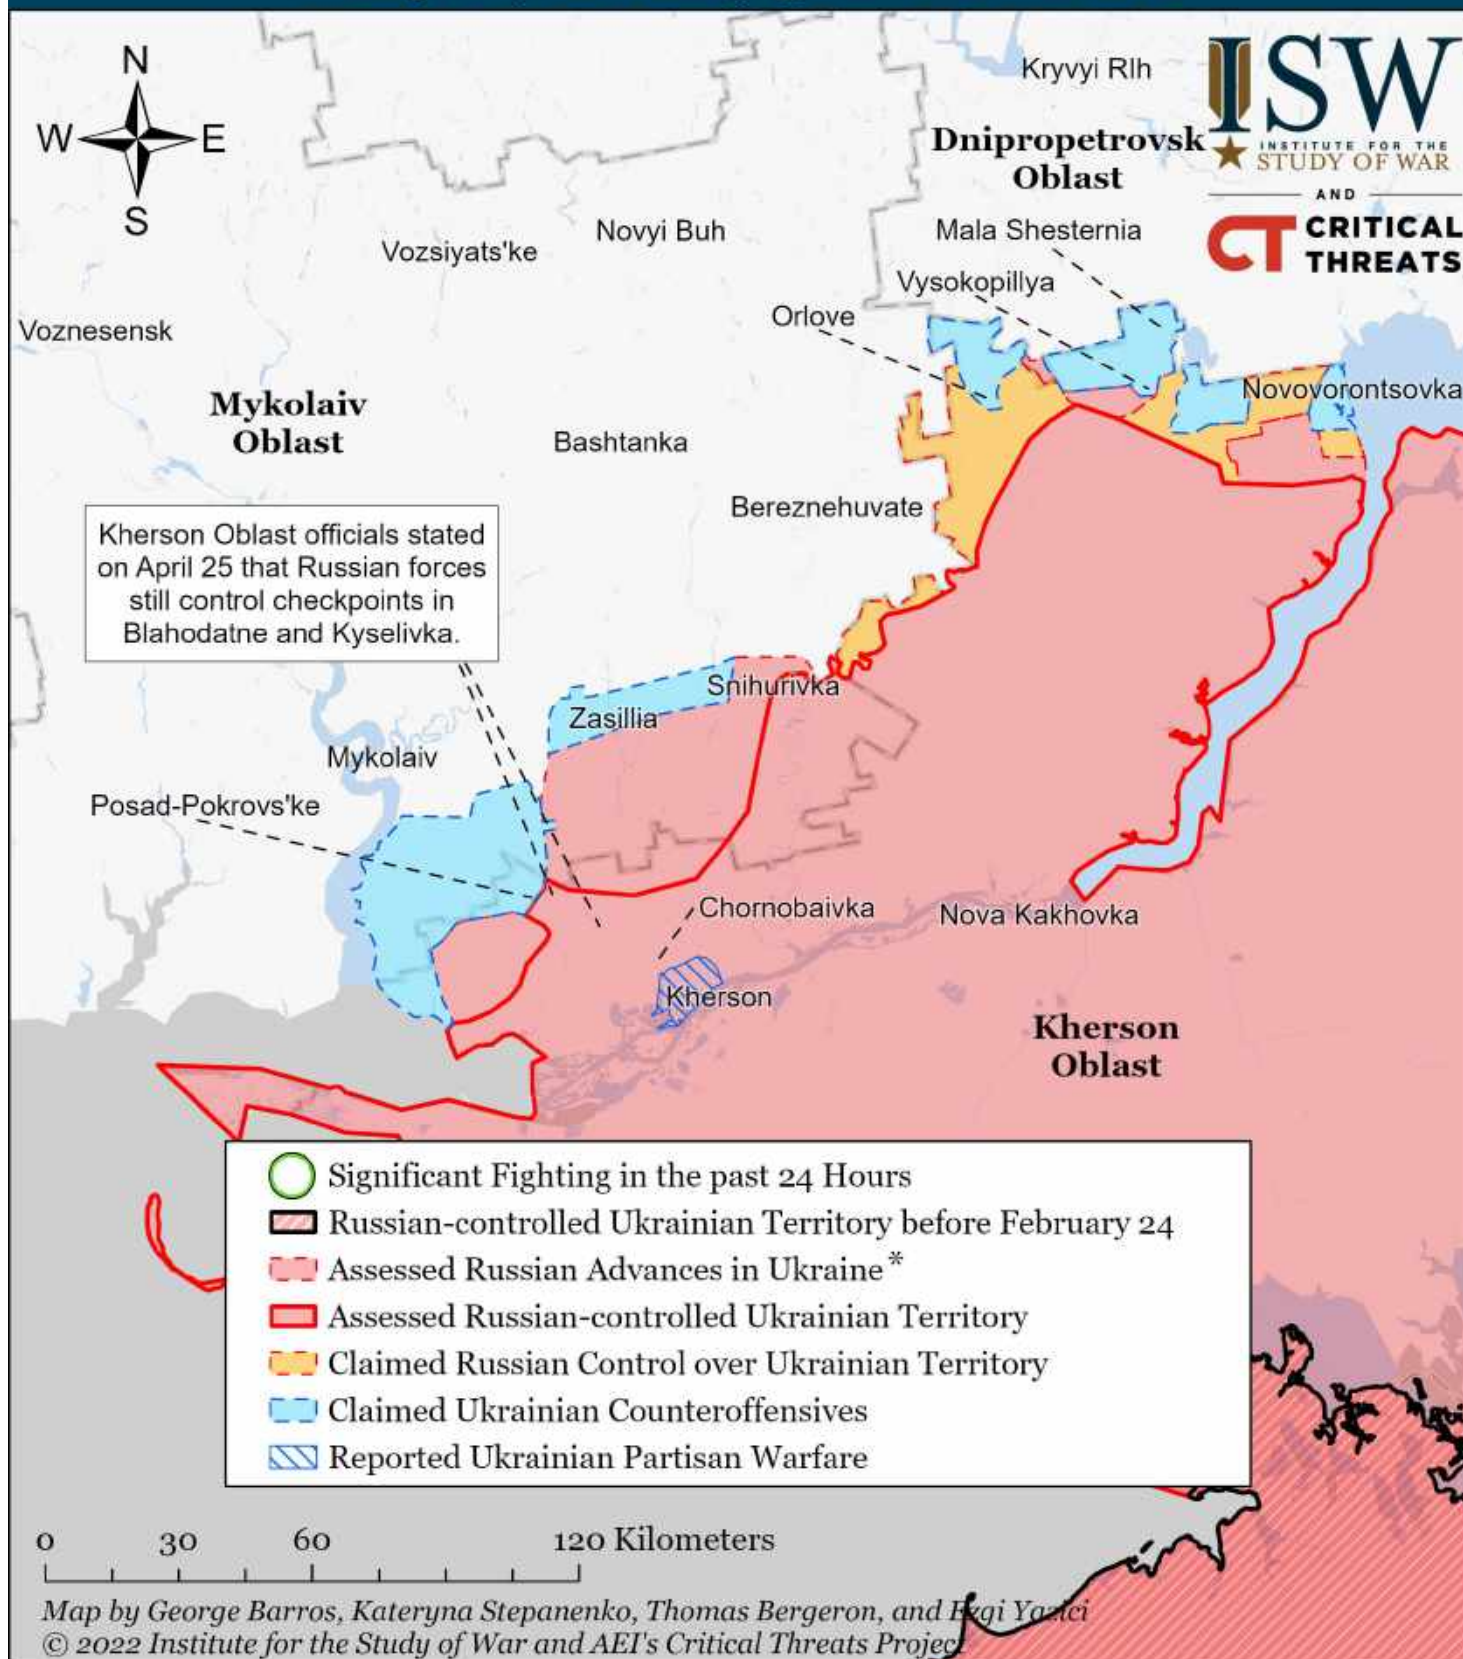 N
W E
S
Kryvyi RIh
ISW
INSTITUTE FOR THE
STUDY OF WAR
AND
CT CRITICAL
THREATS
Dnipropetrovsk
Oblast
Mala Shesternia
Novyi Buh
Vozsiyats'ke
Vysokopillya
Orlove
Voznesensk
Novovorontsovka
Mykolaiv
Oblast
Bashtanka
Bereznehuvate
Kherson Oblast officials stated
on April 25 that Russian forces
still control checkpoints in
Blahodatne and Kyselivka.
Snihurivka
Zasillia
Mykolaiv
Posad-Pokrovs'ke
Chornobaivka
Nova Kakhovka
Kherson
Kherson
Oblast
Significant Fighting in the past 24 Hours
Russian-controlled Ukrainian Territory before February 24
Assessed Russian Advances in Ukraine*
Assessed Russian-controlled Ukrainian Territory
Claimed Russian Control over Ukrainian Territory
Claimed Ukrainian Counteroffensives
Reported Ukrainian Partisan Warfare
0 30 60 120 Kilometers
Map by George Barros, Kateryna Stepanenko, Thomas Bergeron, and Ezgi Yazici
© 2022 Institute for the Study of War and AEI's Critical Threats Project